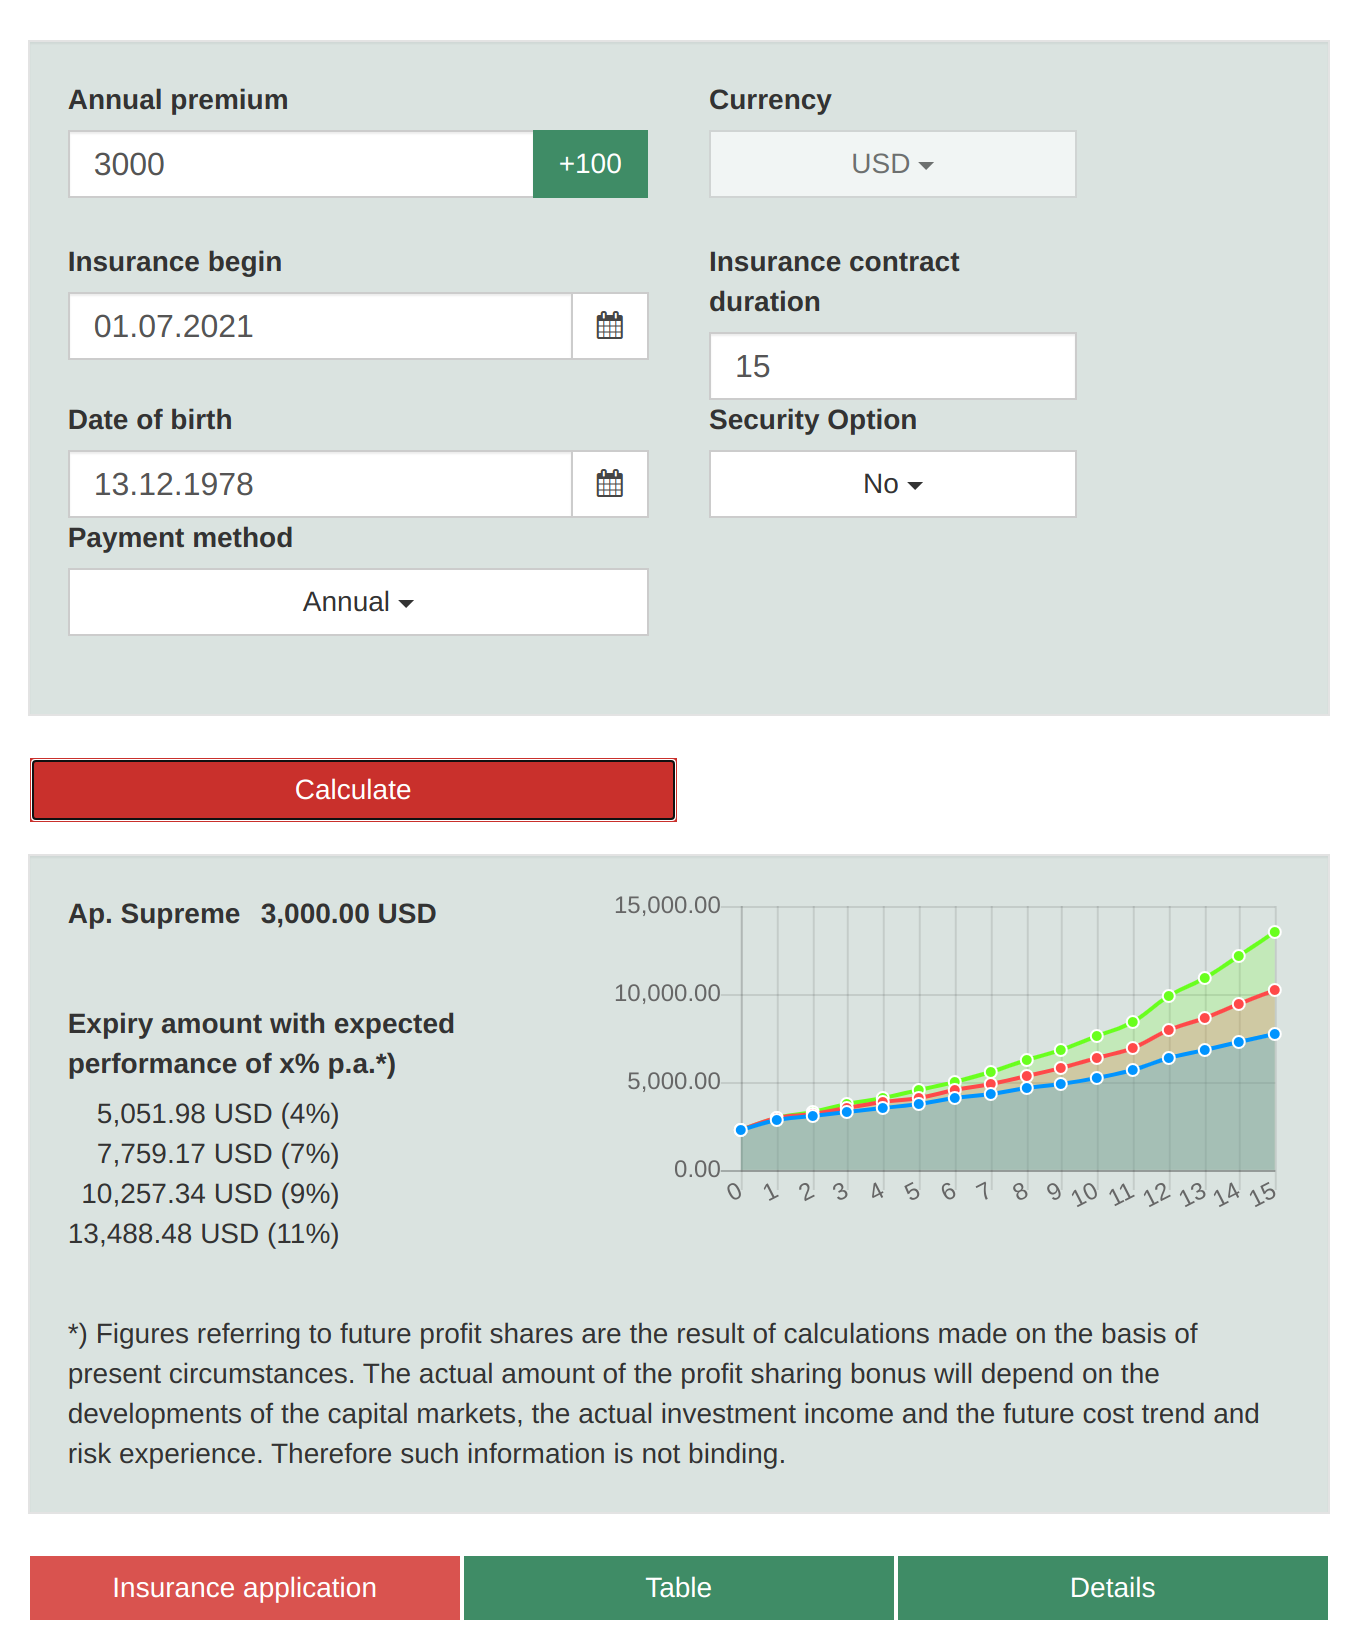 Annual premium
Currency
3000
+100
USD
Insurance begin
Insurance contract
duration
01.07.2021
15
Date of birth
Security Option
13.12.1978
No
Payment method
Annual
Calculate
Ap. Supreme 3,000.00 USD
Expiry amount with expected
performance of x% p.a.*)
5,051.98 USD (4%)
7,759.17 USD (7%)
10,257.34 USD (9%)
13,488.48 USD (11%)
15,000.00
10,000.00
5,000.00
0.00
0 1 2 3 4 5 6 7 8 9 10 11 12 13 14 15
*) Figures referring to future profit shares are the result of calculations made on the basis of
present circumstances. The actual amount of the profit sharing bonus will depend on the
developments of the capital markets, the actual investment income and the future cost trend and
risk experience. Therefore such information is not binding.
Insurance application
Table
Details